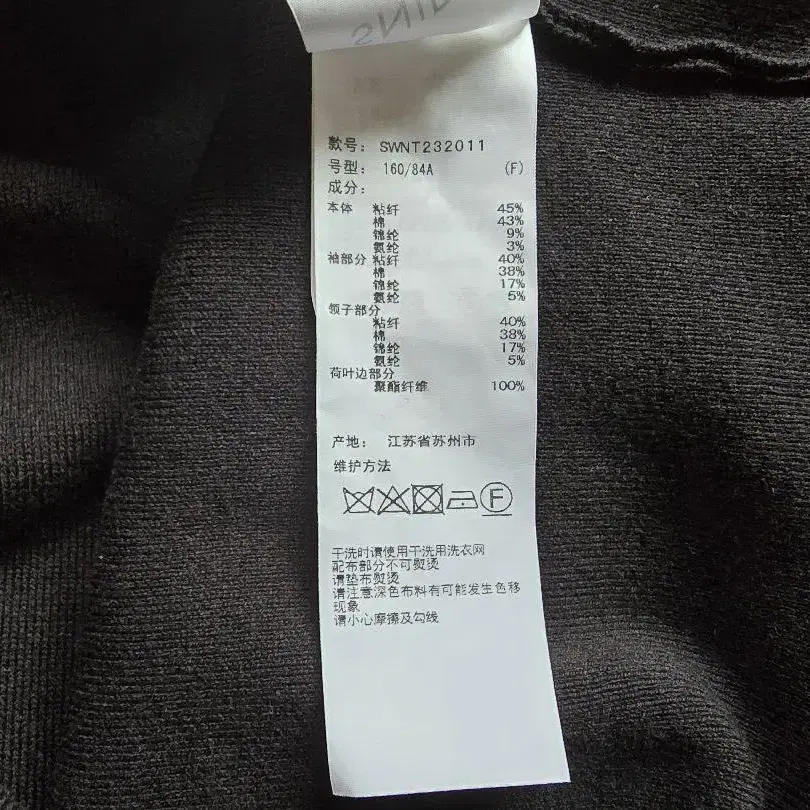 款号: SWNT232011
号型: 160/84A (F)
成分:
本体 粘纤 45%
棉 43%
锦纶 9%
氨纶 3%
袖部分 粘纤 40%
棉 38%
锦纶 17%
氨纶 5%
领子部分
粘纤 40%
棉 38%
锦纶 17%
氨纶 5%
荷叶边部分
聚酯纤维 100%
产地: 江苏省苏州市
维护方法
F
干洗时请使用干洗用洗衣网
配布部分不可熨烫
请垫布熨烫
请注意深色布料有可能发生色移
现象
请小心摩擦及勾线